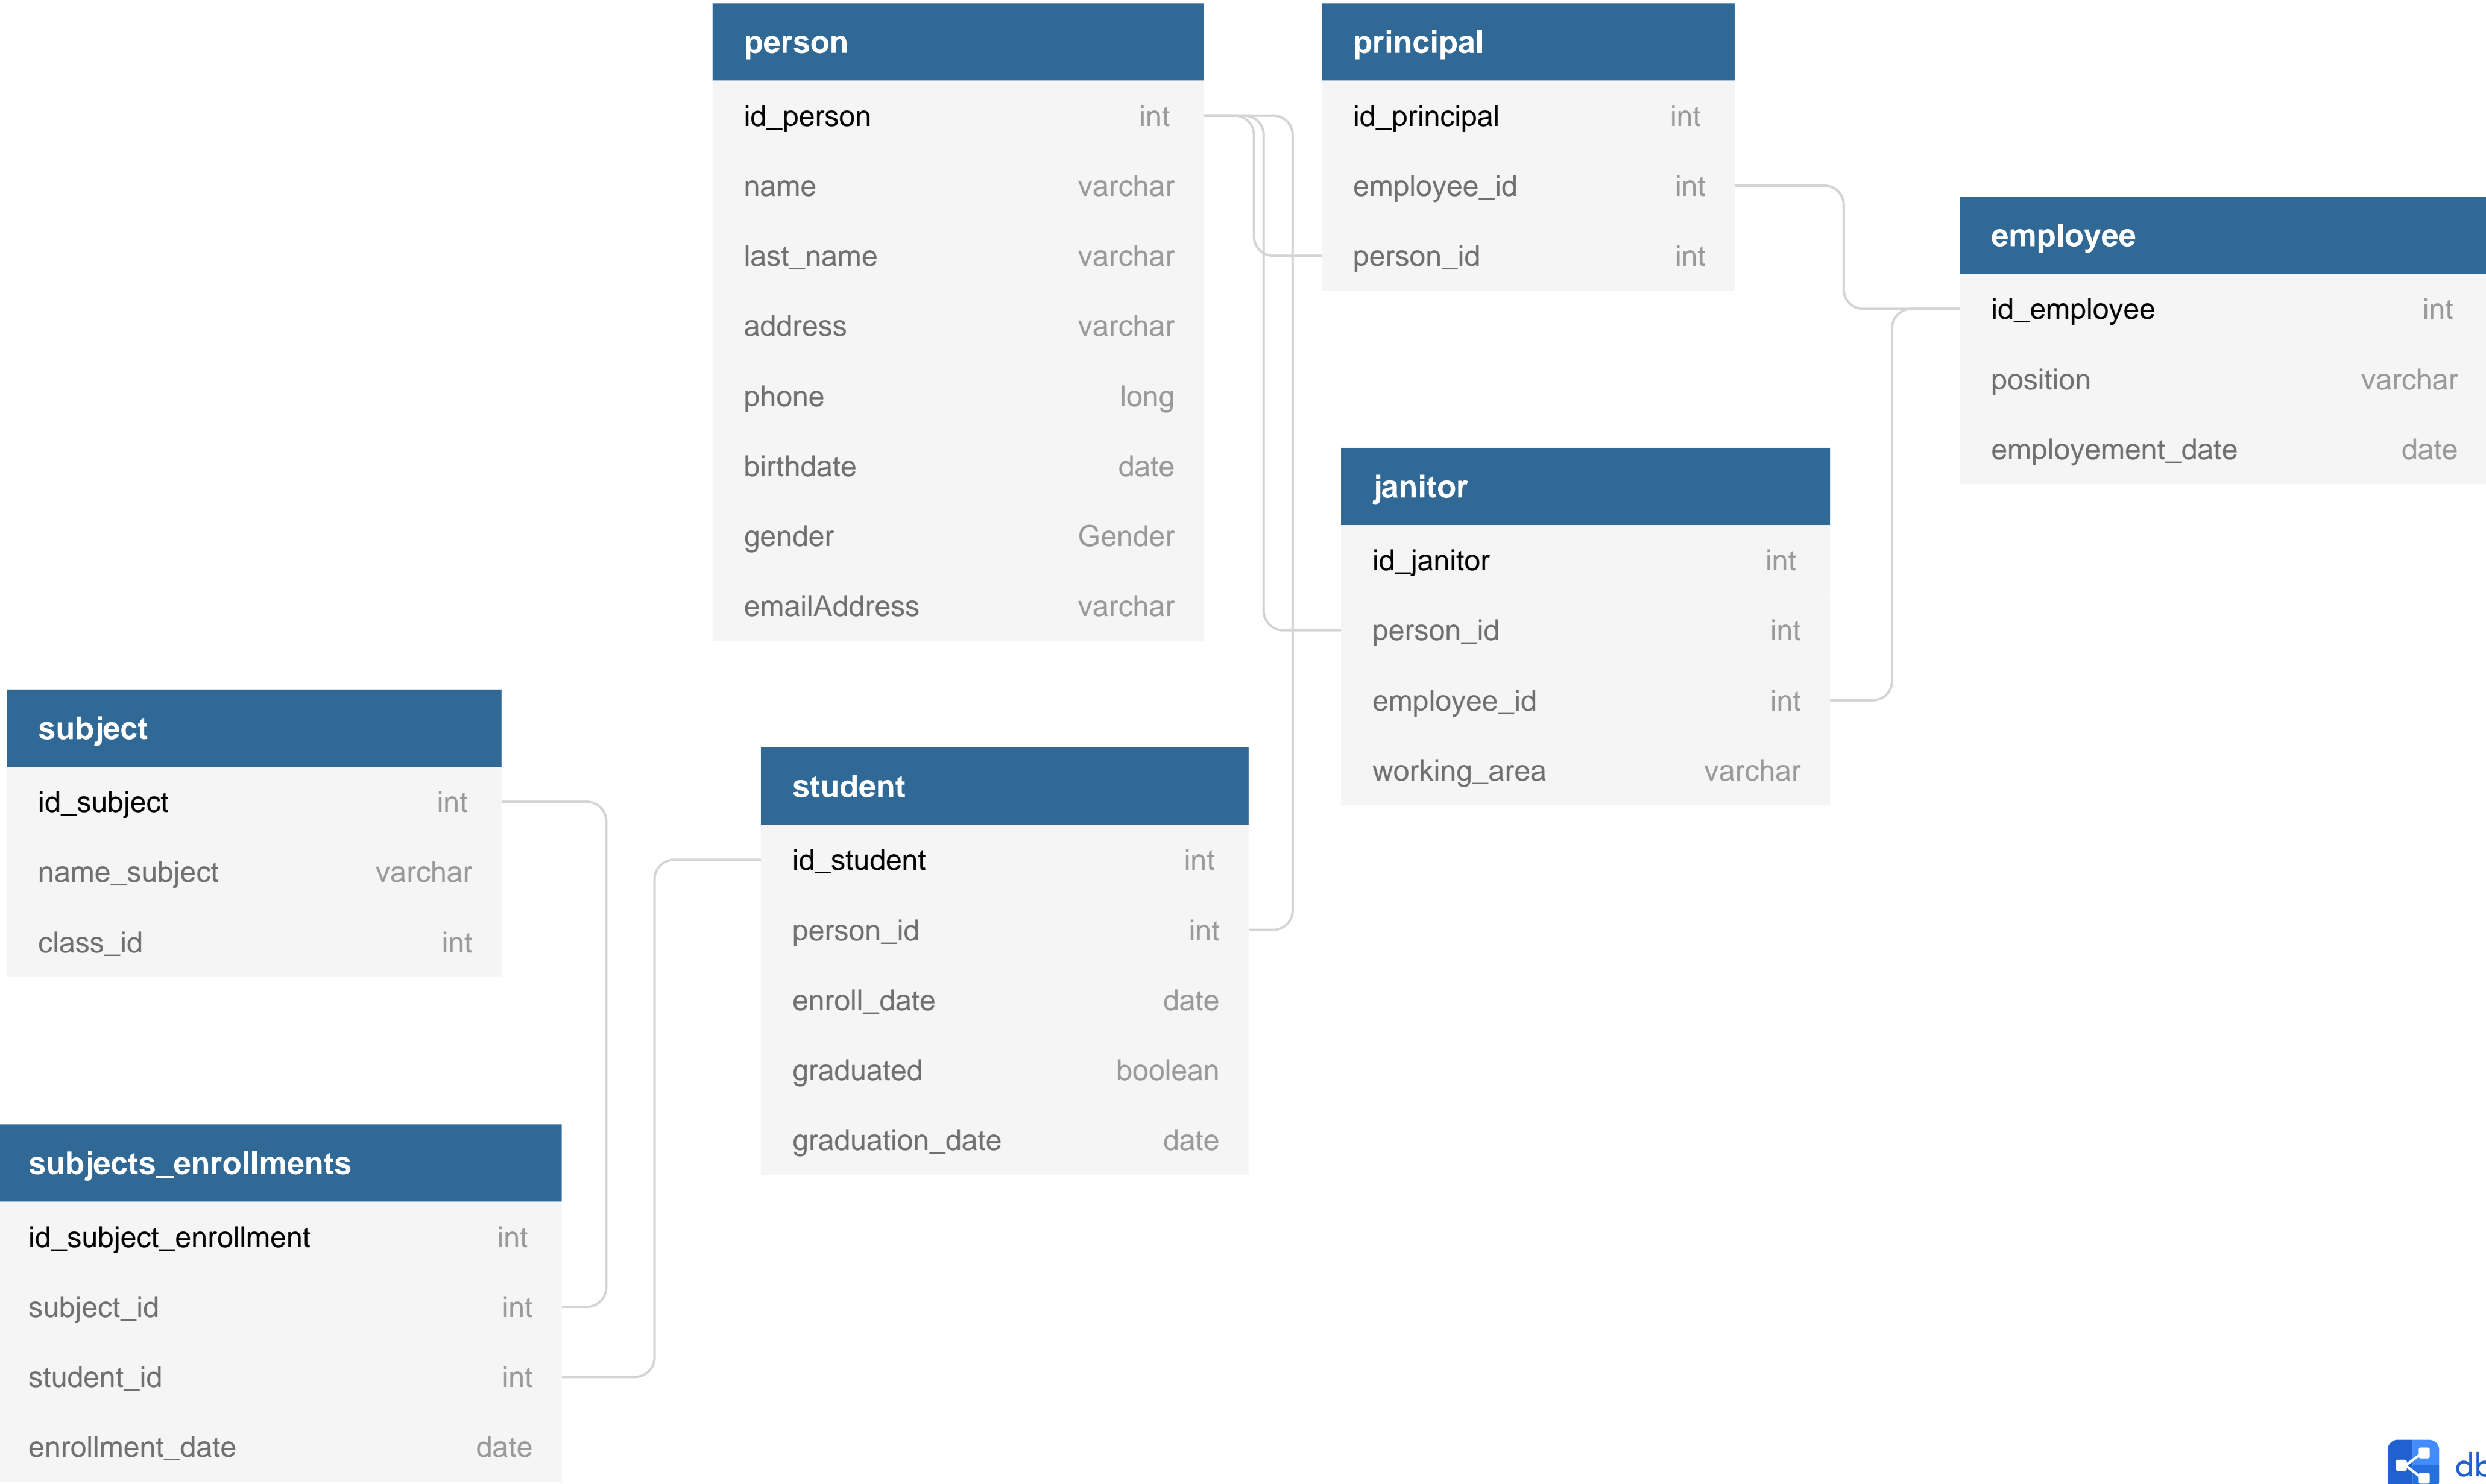 person
id_person int
name varchar
last_name varchar
address varchar
phone long
birthdate date
gender Gender
emailAddress varchar
principal
id_principal int
employee_id int
person_id int
employee
id_employee int
position varchar
employement_date date
janitor
id_janitor int
person_id int
employee_id int
working_area varchar
subject
id_subject int
name_subject varchar
class_id int
student
id_student int
person_id int
enroll_date date
graduated boolean
graduation_date date
subjects_enrollments
id_subject_enrollment int
subject_id int
student_id int
enrollment_date date
db